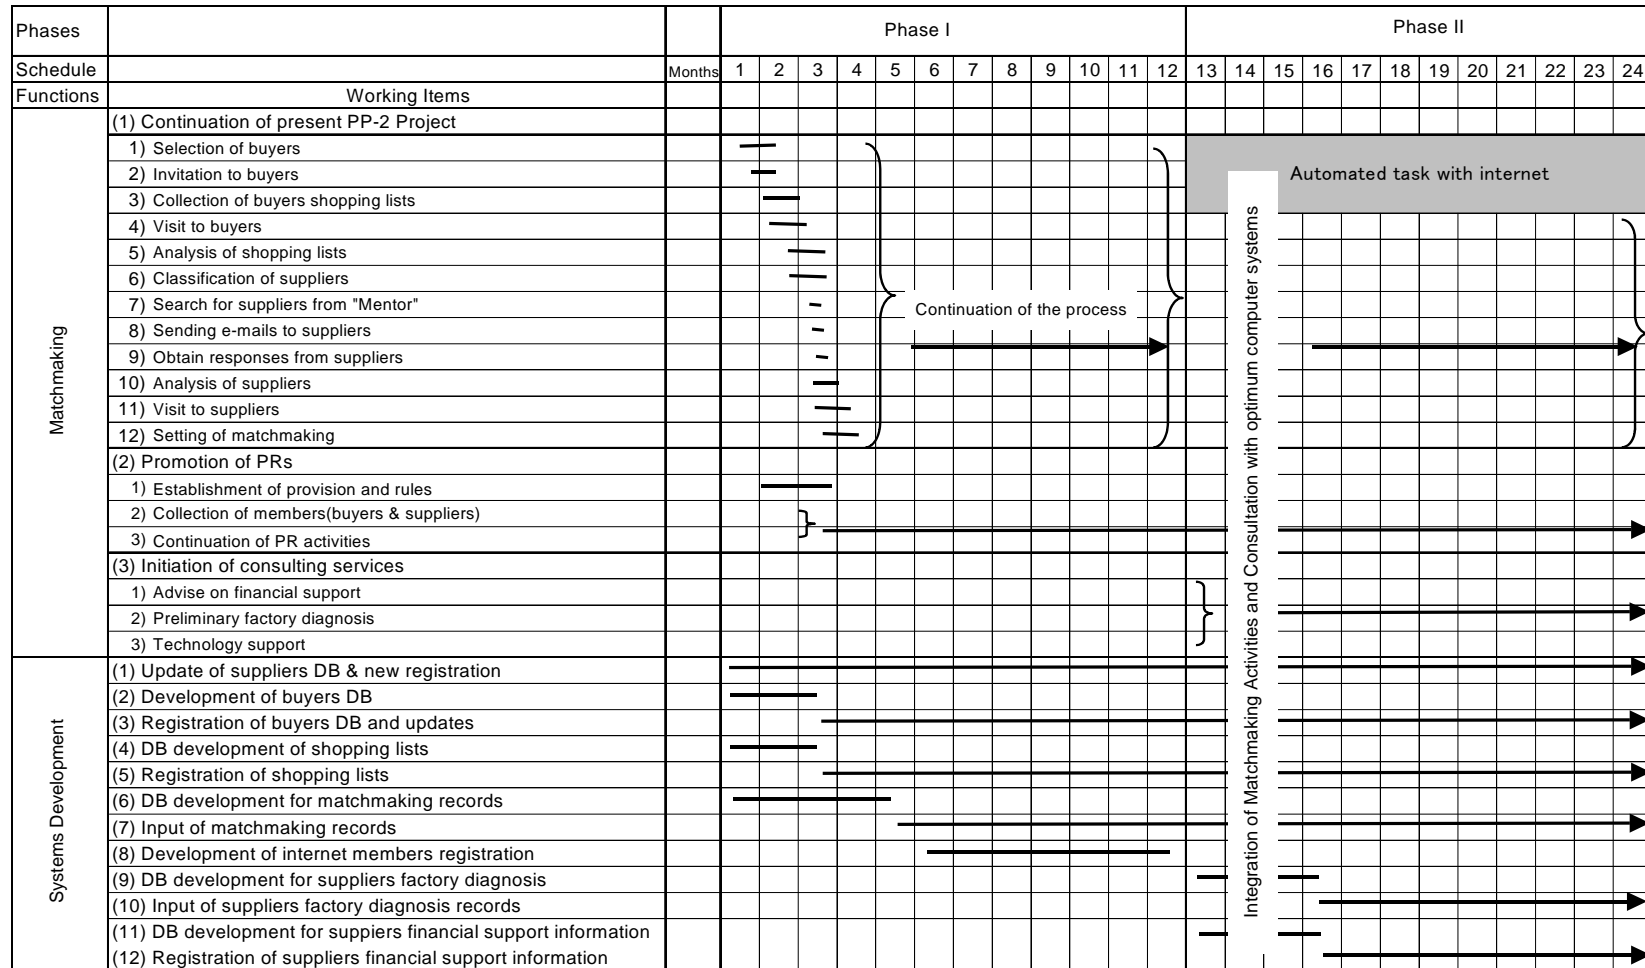 Phases Phase I Phase II
Schedule Months 1 2 3 4 5 6 7 8 9 10 11 12 13 14 15 16 17 18 19 20 21 22 23 24
Functions Working Items
Matchmaking
(1) Continuation of present PP-2 Project
1) Selection of buyers
2) Invitation to buyers
3) Collection of buyers shopping lists
4) Visit to buyers
5) Analysis of shopping lists
6) Classification of suppliers
7) Search for suppliers from "Mentor"
8) Sending e-mails to suppliers
9) Obtain responses from suppliers
10) Analysis of suppliers
11) Visit to suppliers
12) Setting of matchmaking
Continuation of the process
Automated task with internet
Integration of Matchmaking Activities and Consultation with optimum computer systems
(2) Promotion of PRs
1) Establishment of provision and rules
2) Collection of members(buyers & suppliers)
3) Continuation of PR activities
(3) Initiation of consulting services
1) Advise on financial support
2) Preliminary factory diagnosis
3) Technology support
Systems Development
(1) Update of suppliers DB & new registration
(2) Development of buyers DB
(3) Registration of buyers DB and updates
(4) DB development of shopping lists
(5) Registration of shopping lists
(6) DB development for matchmaking records
(7) Input of matchmaking records
(8) Development of internet members registration
(9) DB development for suppliers factory diagnosis
(10) Input of suppliers factory diagnosis records
(11) DB development for suppiers financial support information
(12) Registration of suppliers financial support information